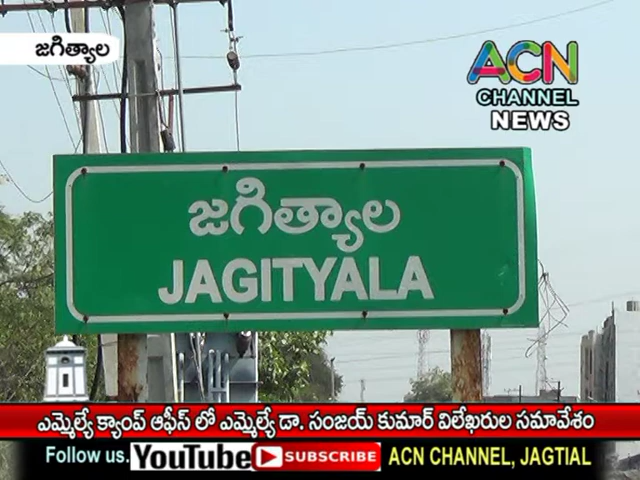 జగిత్యాల
ACN
CHANNEL
NEWS
జగిత్యాల
JAGITYALA
ఎమ్మెల్యే క్యాంప్ ఆఫీస్ లో ఎమ్మెల్యే డా. సంజయ్ కుమార్ విలేఖరుల సమావేశం
Follow us. YouTube SUBSCRIBE ACN CHANNEL, JAGTIAL